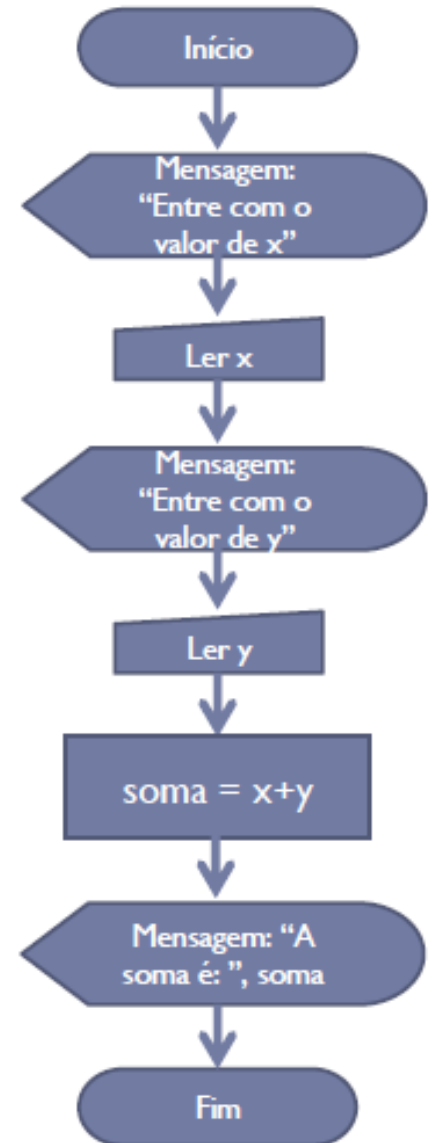 Início
Mensagem:
“Entre com o
valor de x”
Ler x
Mensagem:
“Entre com o
valor de y”
Ler y
soma = x+y
Mensagem: “A
soma é: ”, soma
Fim